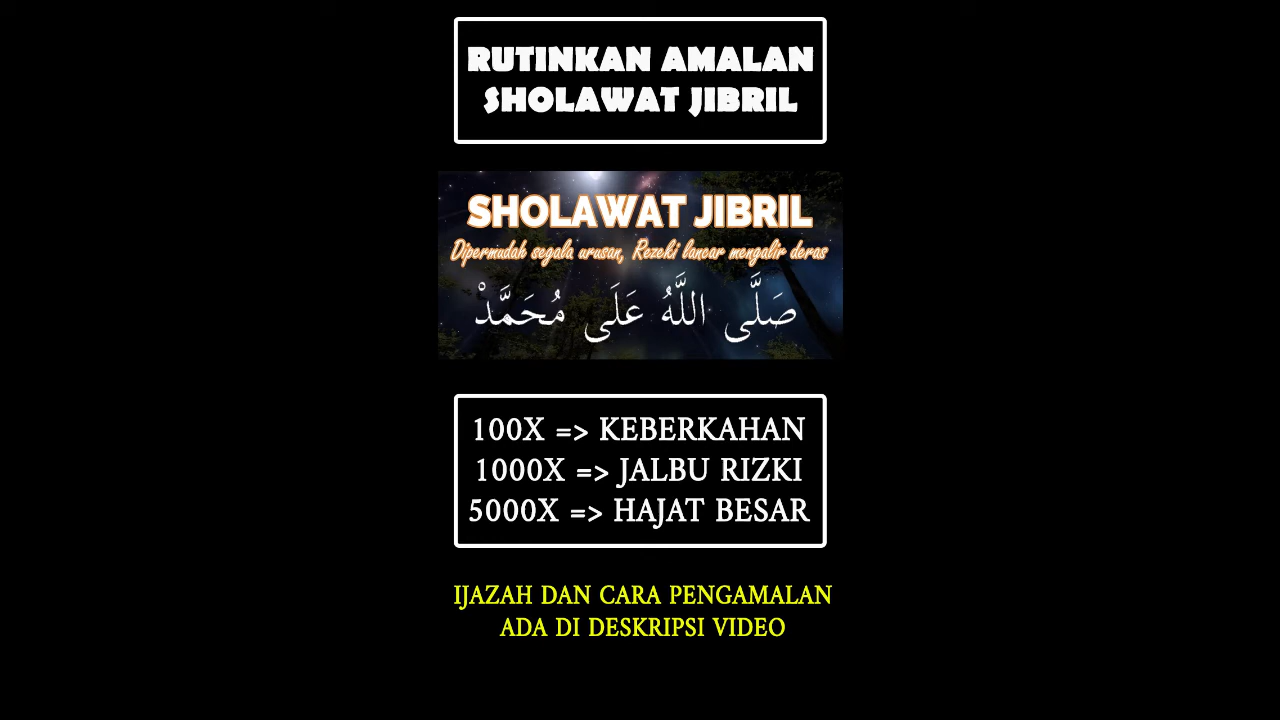 RUTINKAN AMALAN
SHOLAWAT JIBRIL
SHOLAWAT JIBRIL
Dipermudah segala urusan, Rezeki lancar mengalir deras
صَلَّى اللَّهُ عَلَى مُحَمَّدْ
100X => KEBERKAHAN
1000X => JALBU RIZKI
5000X => HAJAT BESAR
IJAZAH DAN CARA PENGAMALAN
ADA DI DESKRIPSI VIDEO